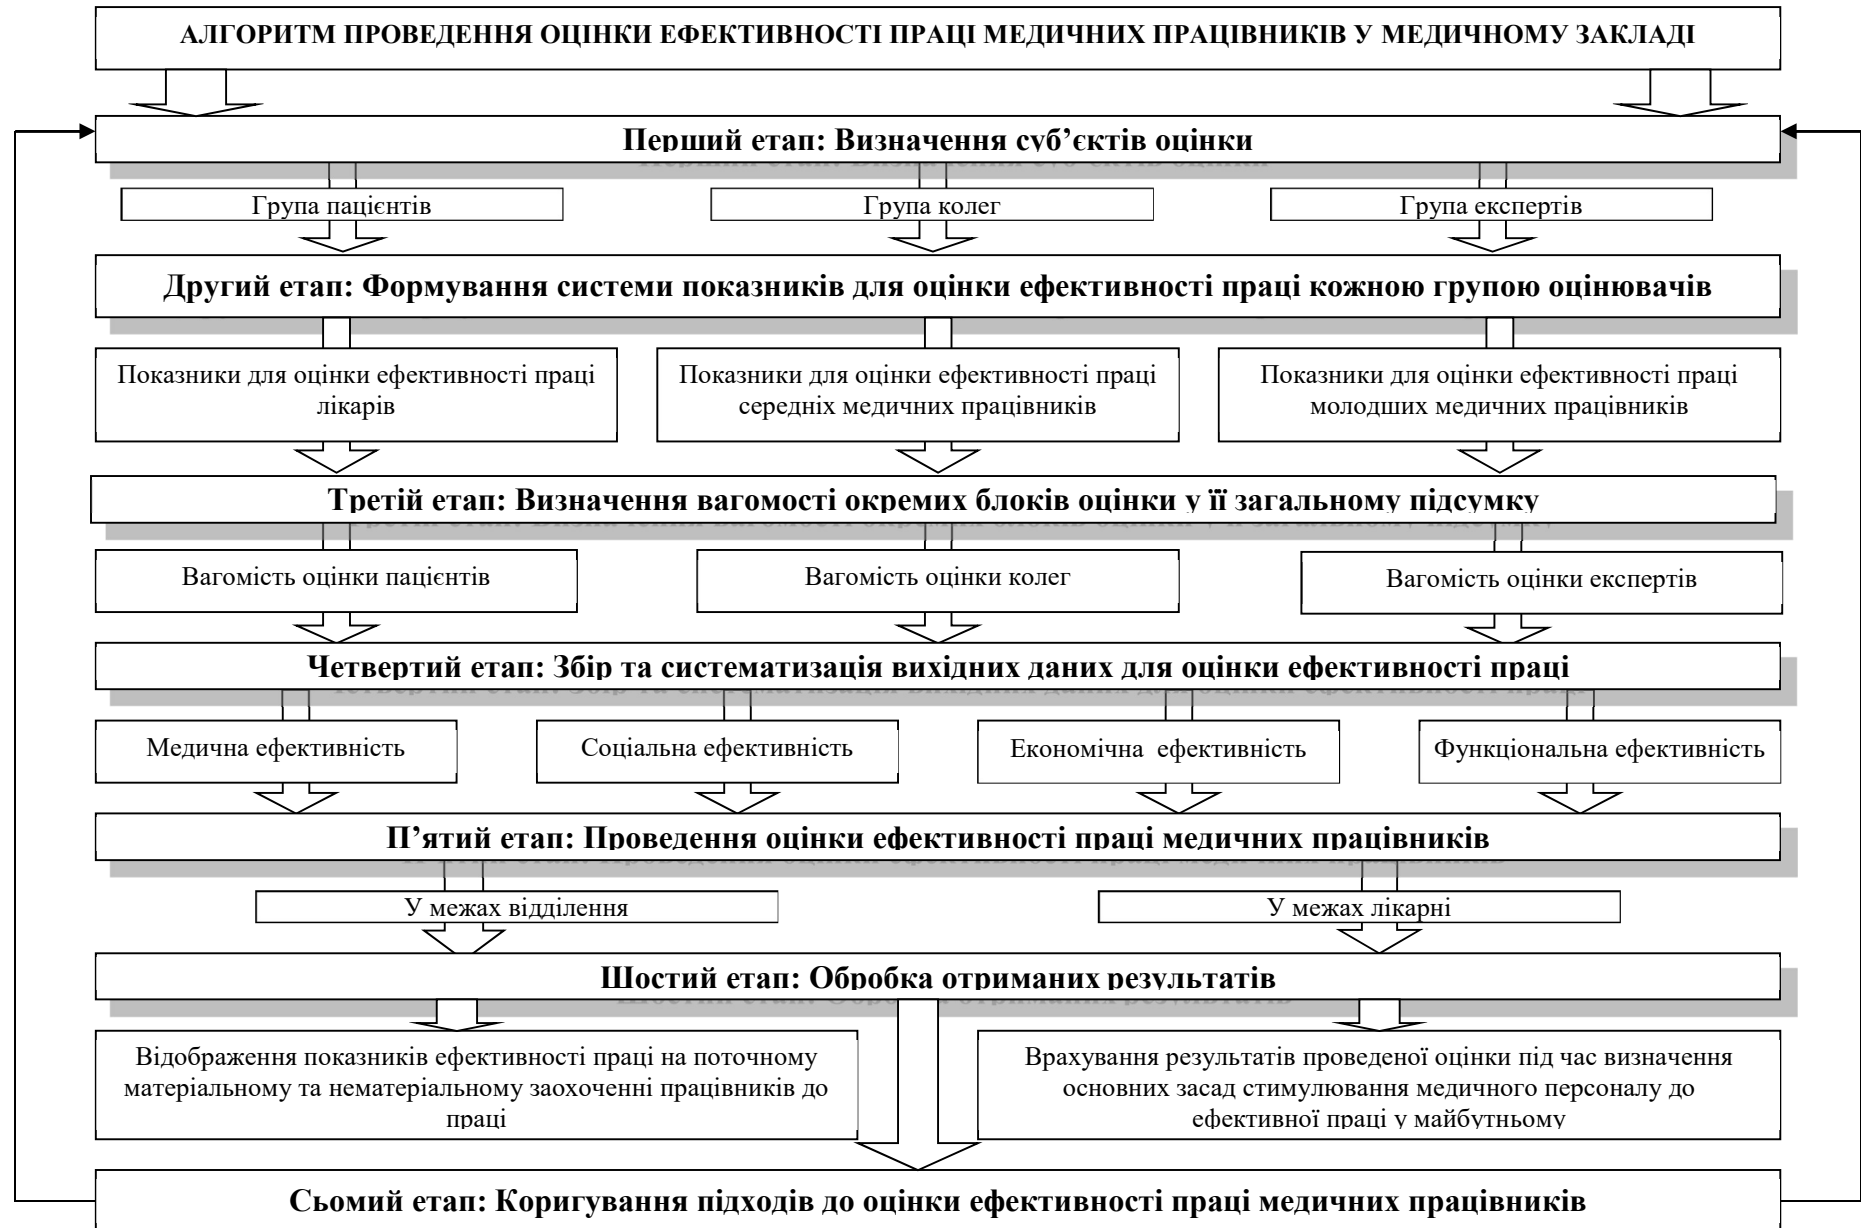 АЛГОРИТМ ПРОВЕДЕННЯ ОЦІНКИ ЕФЕКТИВНОСТІ ПРАЦІ МЕДИЧНИХ ПРАЦІВНИКІВ У МЕДИЧНОМУ ЗАКЛАДІ
Перший етап: Визначення суб’єктів оцінки
Група пацієнтів
Група колег
Група експертів
Другий етап: Формування системи показників для оцінки ефективності праці кожною групою оцінювачів
Показники для оцінки ефективності праці
лікарів
Показники для оцінки ефективності праці
середніх медичних працівників
Показники для оцінки ефективності праці
молодших медичних працівників
Третій етап: Визначення вагомості окремих блоків оцінки у її загальному підсумку
Вагомість оцінки пацієнтів
Вагомість оцінки колег
Вагомість оцінки експертів
Четвертий етап: Збір та систематизація вихідних даних для оцінки ефективності праці
Медична ефективність
Соціальна ефективність
Економічна ефективність
Функціональна ефективність
П’ятий етап: Проведення оцінки ефективності праці медичних працівників
У межах відділення
У межах лікарні
Шостий етап: Обробка отриманих результатів
Відображення показників ефективності праці на поточному
матеріальному та нематеріальному заохоченні працівників до
праці
Врахування результатів проведеної оцінки під час визначення
основних засад стимулювання медичного персоналу до
ефективної праці у майбутньому
Сьомий етап: Коригування підходів до оцінки ефективності праці медичних працівників